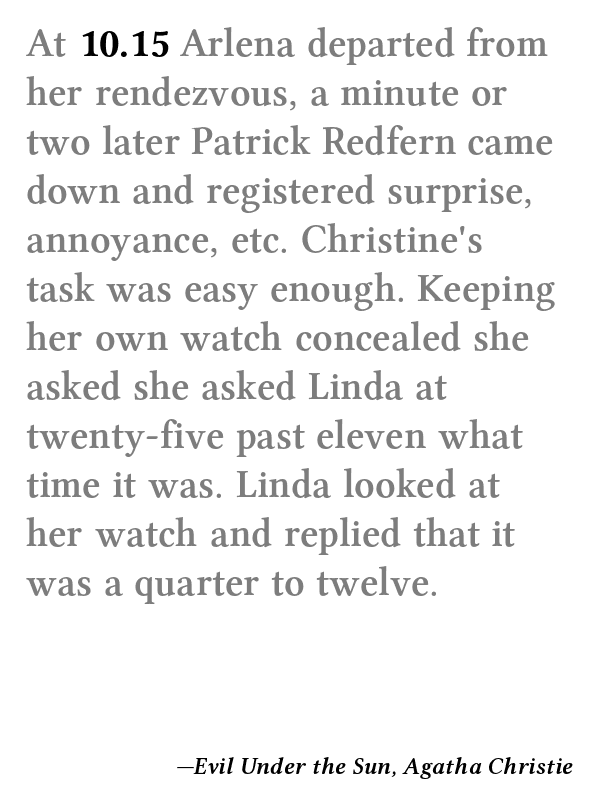 At 10.15 Arlena departed from
her rendezvous, a minute or
two later Patrick Redfern came
down and registered surprise,
annoyance, etc. Christine's
task was easy enough. Keeping
her own watch concealed she
asked she asked Linda at
twenty-five past eleven what
time it was. Linda looked at
her watch and replied that it
was a quarter to twelve.
—Evil Under the Sun, Agatha Christie